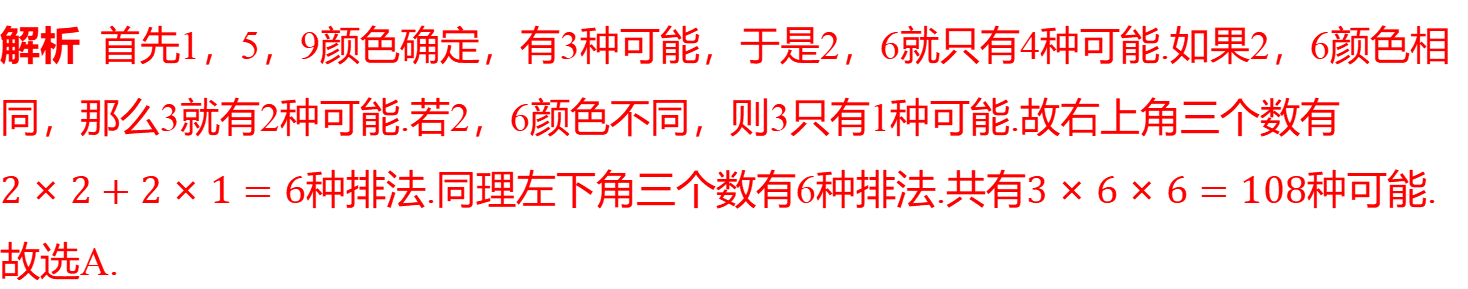 解析 首先1，5，9颜色确定，有3种可能，于是2，6就只有4种可能.如果2，6颜色相
同，那么3就有2种可能.若2，6颜色不同，则3只有1种可能.故右上角三个数有
2 × 2 + 2 × 1 = 6种排法.同理左下角三个数有6种排法.共有3 × 6 × 6 = 108种可能.
故选A.